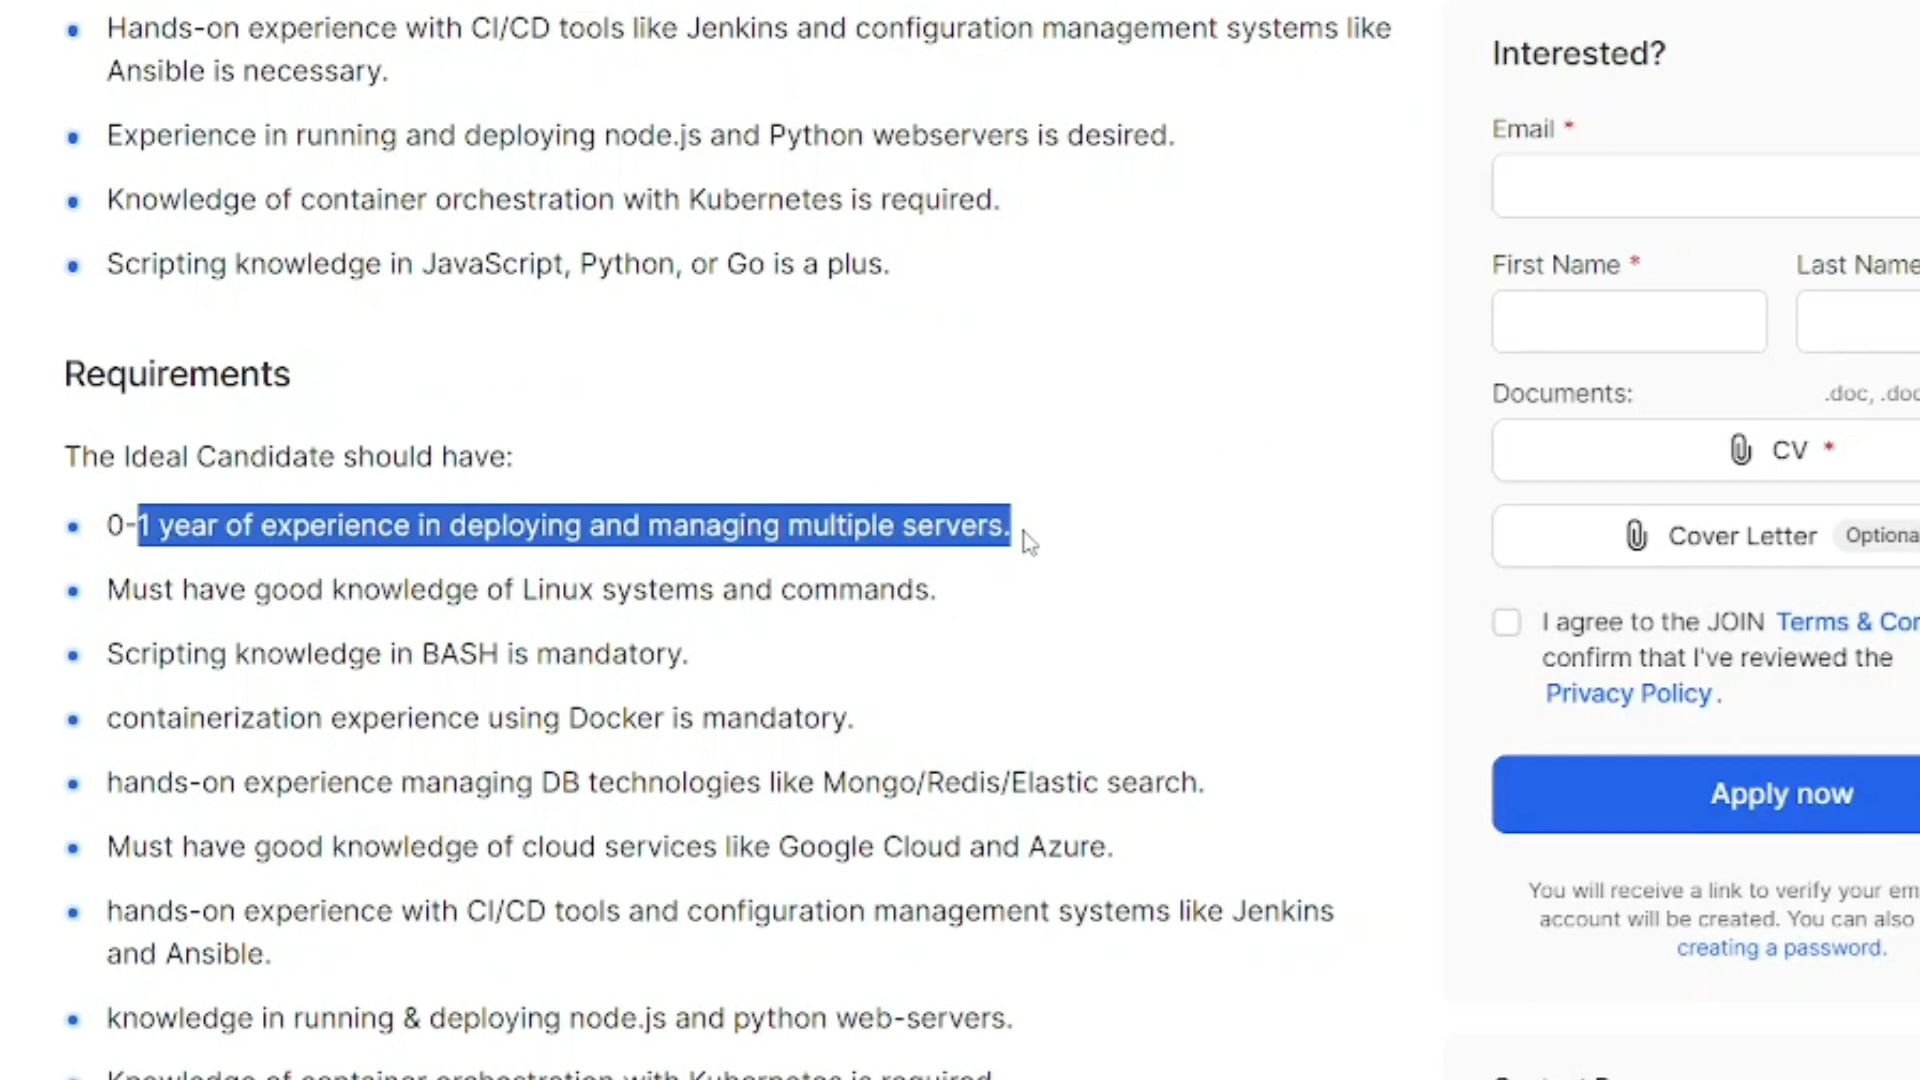 Hands-on experience with CI/CD tools like Jenkins and configuration management systems like
Ansible is necessary.
Experience in running and deploying node.js and Python webservers is desired.
Knowledge of container orchestration with Kubernetes is required.
Scripting knowledge in JavaScript, Python, or Go is a plus.
Requirements
The Ideal Candidate should have:
0-1 year of experience in deploying and managing multiple servers.
Must have good knowledge of Linux systems and commands.
Scripting knowledge in BASH is mandatory.
containerization experience using Docker is mandatory.
hands-on experience managing DB technologies like Mongo/Redis/Elastic search.
Must have good knowledge of cloud services like Google Cloud and Azure.
hands-on experience with CI/CD tools and configuration management systems like Jenkins
and Ansible.
knowledge in running & deploying node.js and python web-servers.
Knowledge of container orchestration with Kubernetes is required
Interested?
Email *
First Name * Last Name
Documents: .doc, .doc
CV *
Cover Letter Optiona
I agree to the JOIN Terms & Con
confirm that I've reviewed the
Privacy Policy.
Apply now
You will receive a link to verify your em
account will be created. You can also
creating a password.